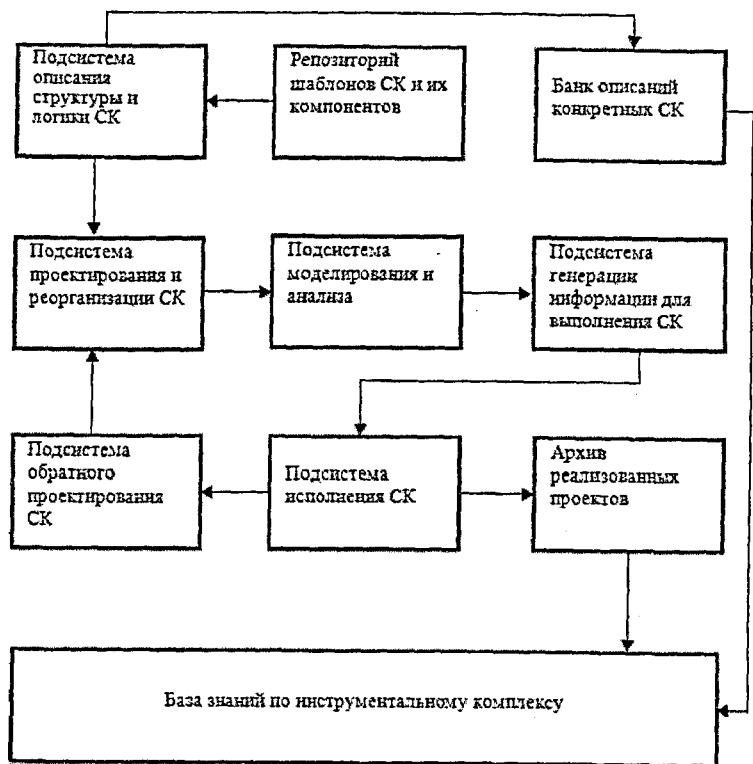 Подсистема
описания
структуры и
логики СК
Репозиторий
шаблонов СК и их
компонентов
Банк описаний
конкретных СК
Подсистема
проектирования и
реорганизации СК
Подсистема
моделирования и
анализа
Подсистема
генерации
информации для
выполнения СК
Подсистема
обратного
проектирования
СК
Подсистема
исполнения СК
Архив
реализованных
проектов
База знаний по инструментальному комплексу